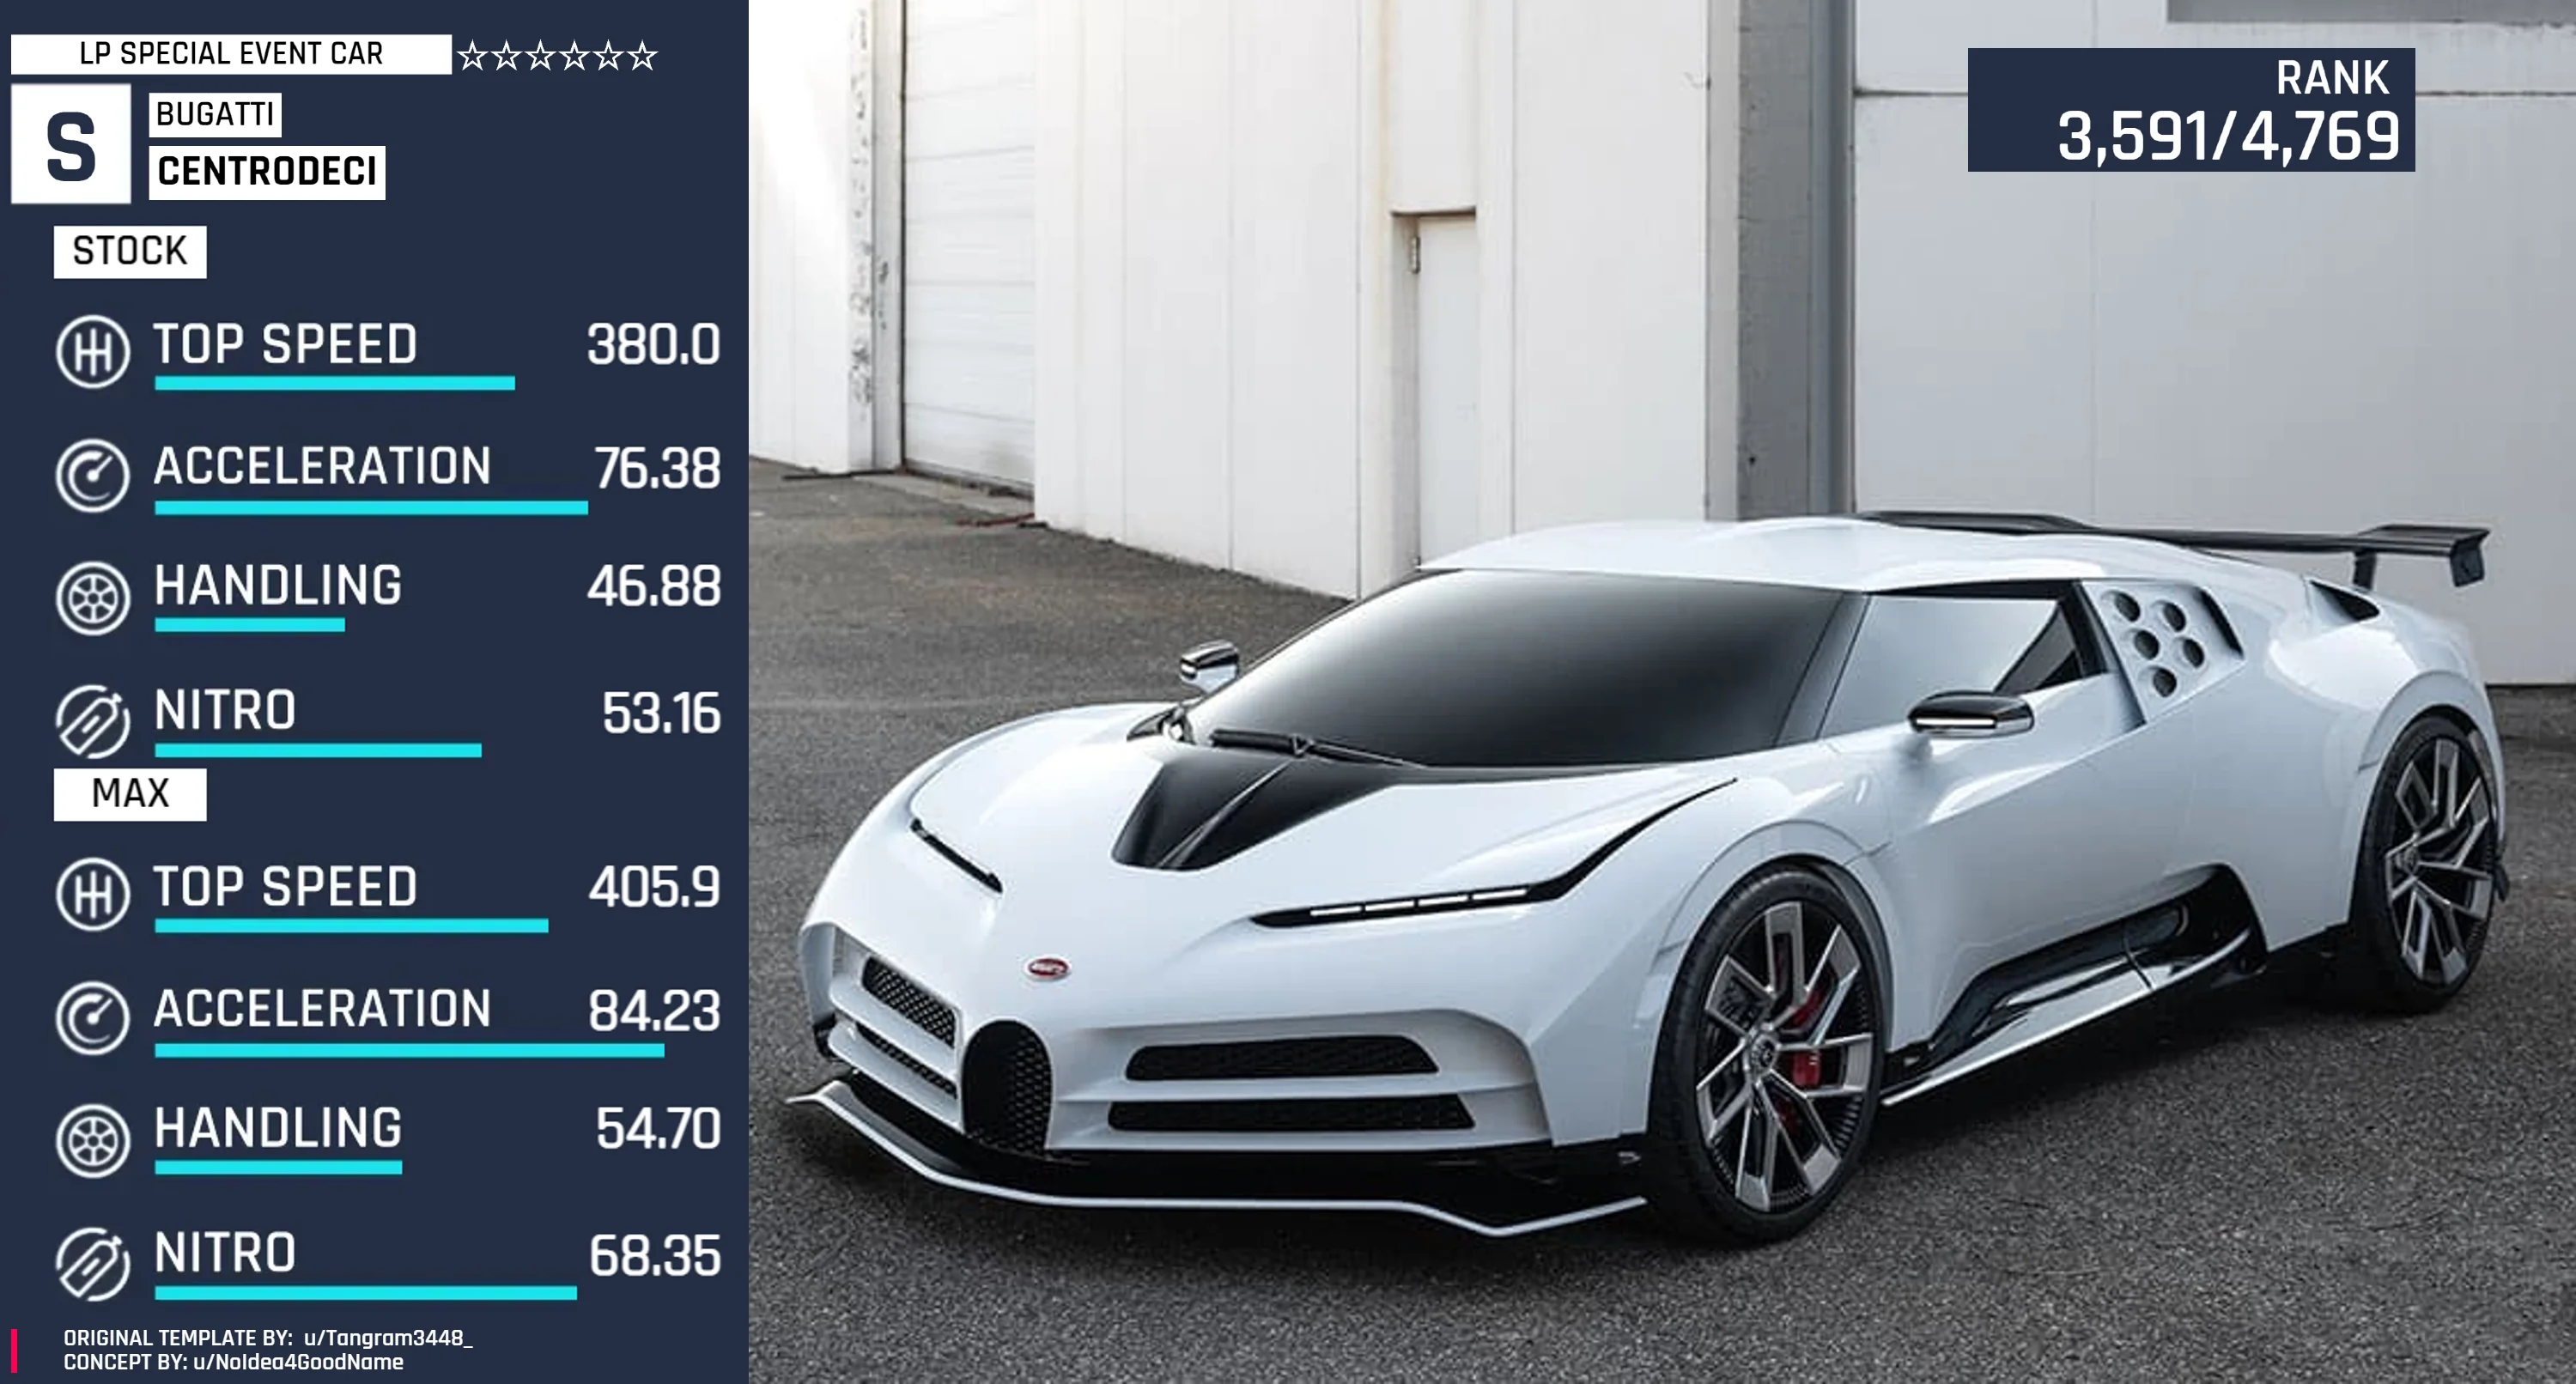 LP SPECIAL EVENT CAR ☆☆☆☆☆☆
S
BUGATTI
CENTRODECI
STOCK
TOP SPEED 380.0
ACCELERATION 76.38
HANDLING 46.88
NITRO 53.16
MAX
TOP SPEED 405.9
ACCELERATION 84.23
HANDLING 54.70
NITRO 68.35
ORIGINAL TEMPLATE BY: u/Tangram3448_
CONCEPT BY: u/NoIdea4GoodName
RANK
3,591/4,769